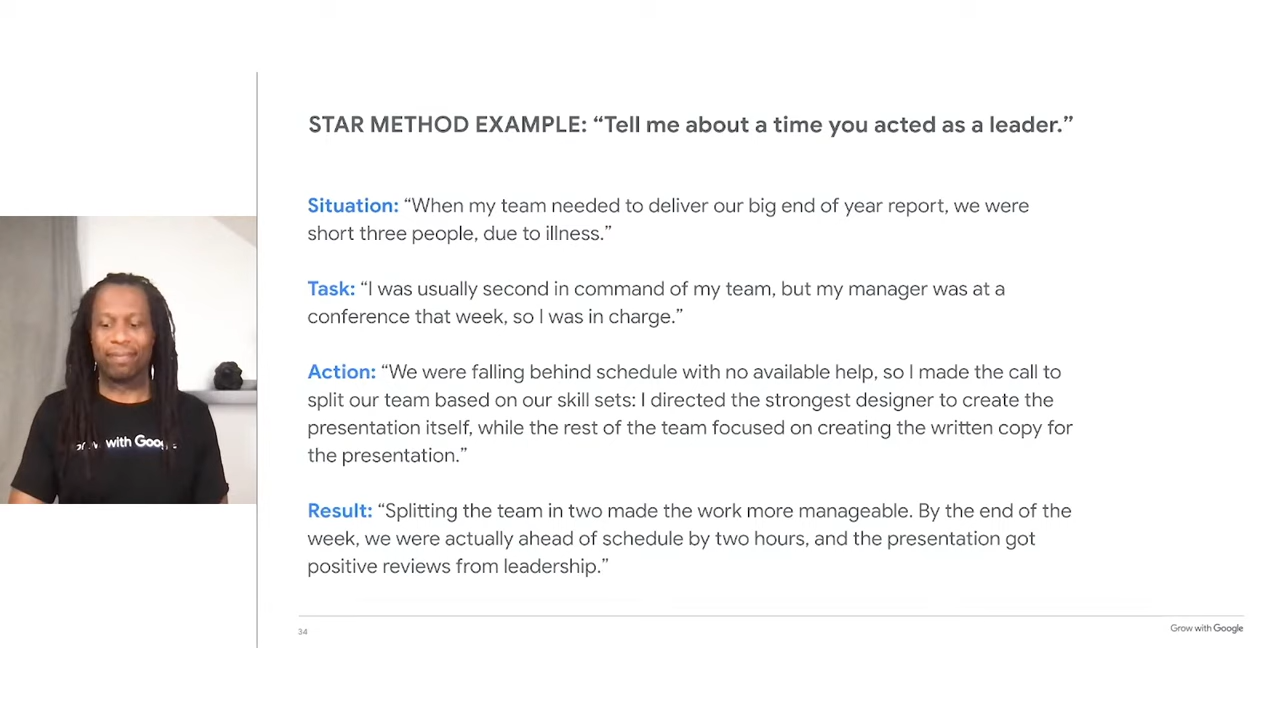 STAR METHOD EXAMPLE: “Tell me about a time you acted as a leader.”
Situation: “When my team needed to deliver our big end of year report, we were
short three people, due to illness.”
Task: “I was usually second in command of my team, but my manager was at a
conference that week, so I was in charge.”
Action: “We were falling behind schedule with no available help, so I made the call to
split our team based on our skill sets: I directed the strongest designer to create the
presentation itself, while the rest of the team focused on creating the written copy for
the presentation.”
Result: “Splitting the team in two made the work more manageable. By the end of the
week, we were actually ahead of schedule by two hours, and the presentation got
positive reviews from leadership.”
with
34
Grow with Google